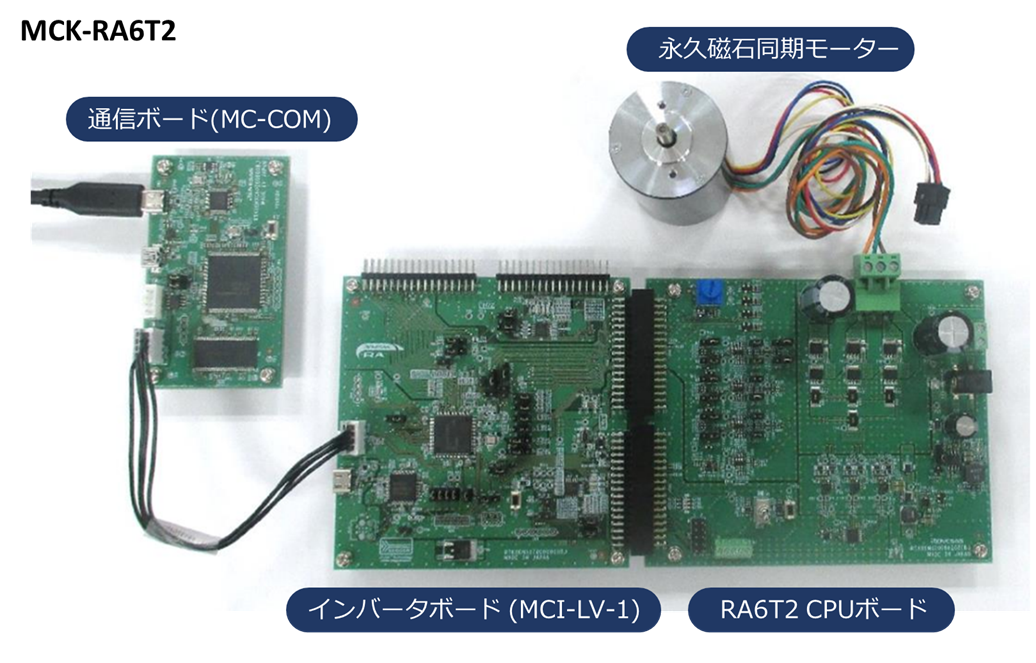 MCK-RA6T2
永久磁石同期モーター
通信ボード(MC-COM)
RA
インバータボード (MCI-LV-1)
RA6T2 CPUボード